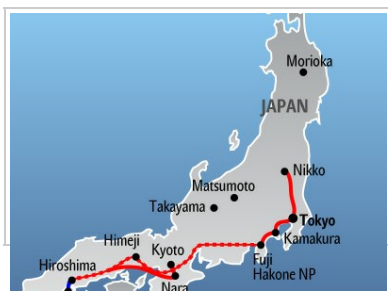 Morioka
JAPAN
Nikko
Matsumoto
Takayama
Tokyo
Himeji
Kyoto
Kamakura
Hiroshima
Fuji
Hakone NP
Nara